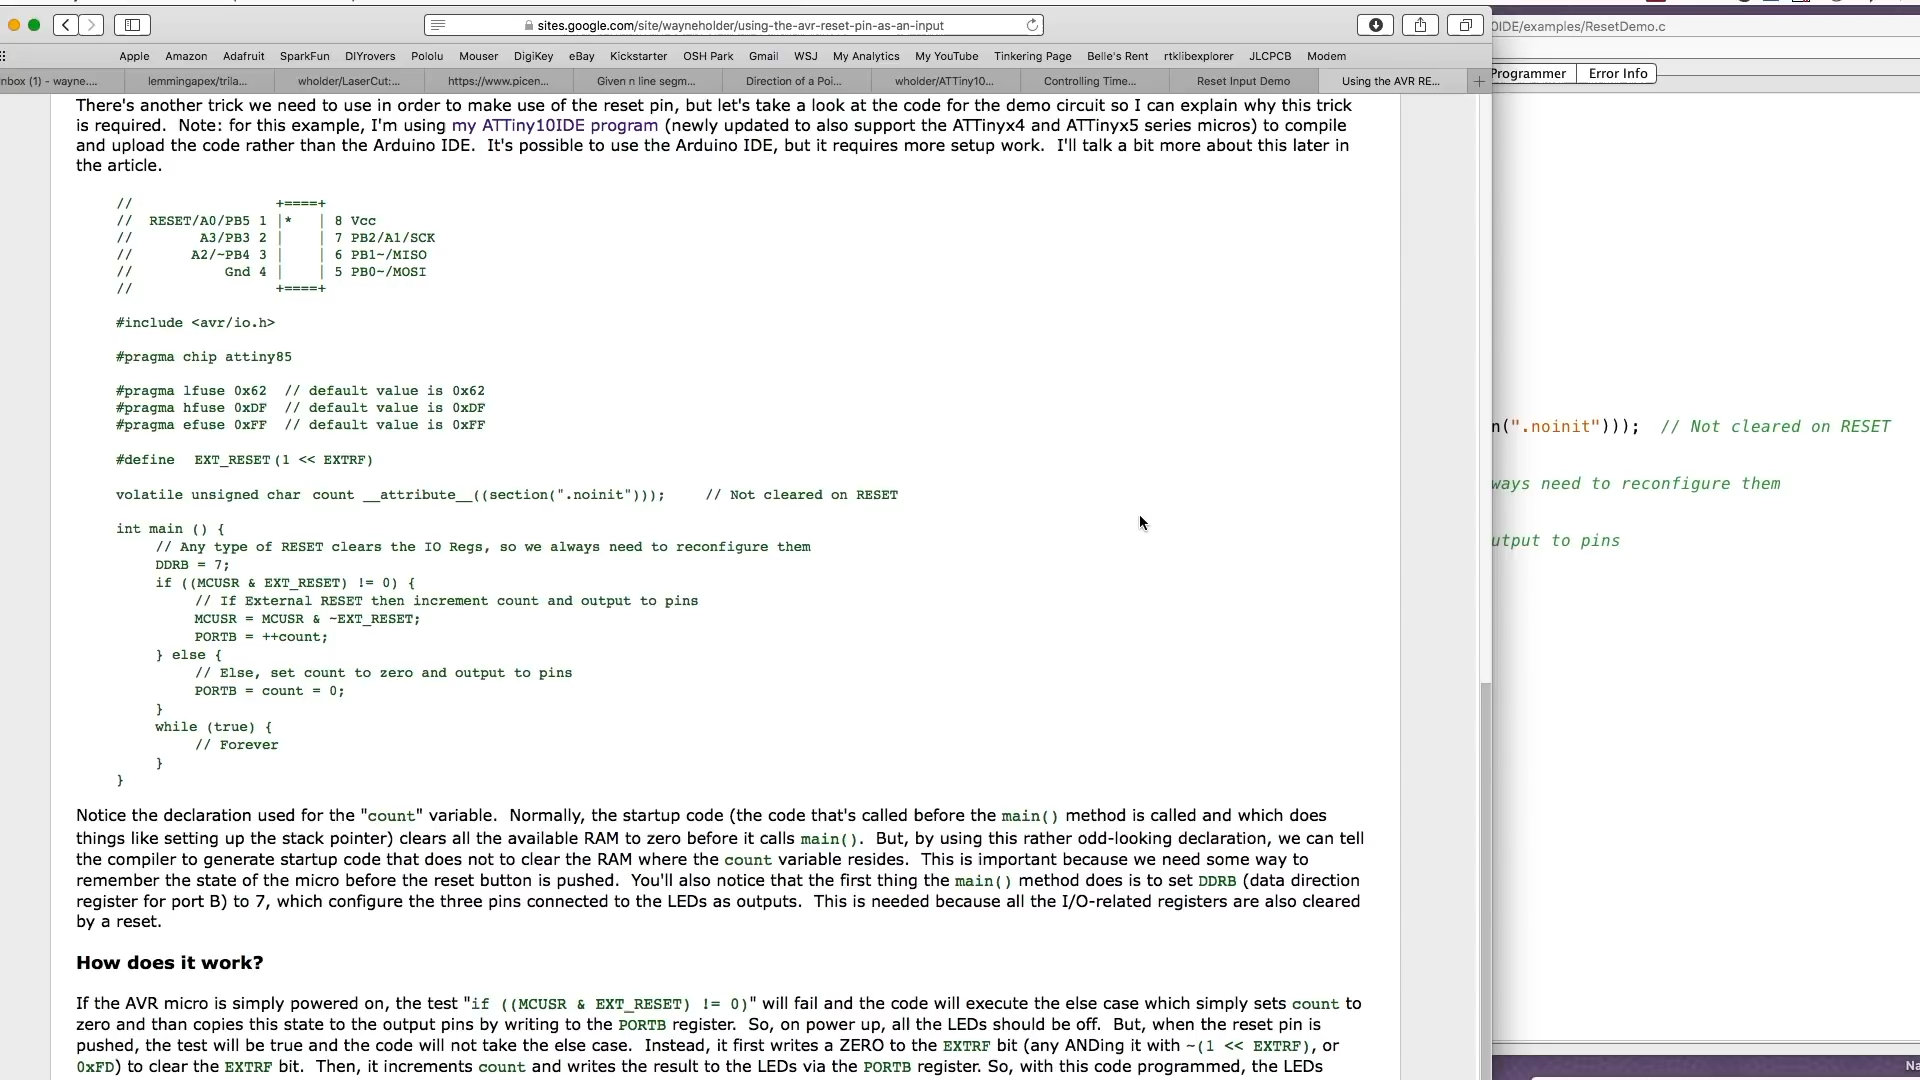 sites.google.com/site/wayneholder/using-the-avr-reset-pin-as-an-input
0IDE/examples/ResetDemo.c
Apple Amazon Adafruit SparkFun DIYrovers Pololu Mouser DigiKey eBay Kickstarter OSH Park Gmail WSJ My Analytics My YouTube Tinkering Page Belle's Rent rtklibexplorer JLCPCB Modem
nbox (1) - wayne.... lemmingapex/trila... wholder/LaserCut:... https://www.picen... Given n line segm... Direction of a Poi... wholder/ATTiny10... Controlling Time... Reset Input Demo Using the AVR RE... +
Programmer Error Info
There's another trick we need to use in order to make use of the reset pin, but let's take a look at the code for the demo circuit so I can explain why this trick
is required.  Note: for this example, I'm using my ATTiny10IDE program (newly updated to also support the ATTinyx4 and ATTinyx5 series micros) to compile
and upload the code rather than the Arduino IDE.  It's possible to use the Arduino IDE, but it requires more setup work.  I'll talk a bit more about this later in
the article.
//                 +====+
//  RESET/A0/PB5 1 |*   | 8 Vcc
//        A3/PB3 2 |    | 7 PB2/A1/SCK
//       A2/~PB4 3 |    | 6 PB1~/MISO
//           Gnd 4 |    | 5 PB0~/MOSI
//                 +====+
#include <avr/io.h>
#pragma chip attiny85
#pragma lfuse 0x62  // default value is 0x62
#pragma hfuse 0xDF  // default value is 0xDF
#pragma efuse 0xFF  // default value is 0xFF
#define  EXT_RESET (1 << EXTRF)
volatile unsigned char count __attribute__((section(".noinit")));     // Not cleared on RESET
int main () {
// Any type of RESET clears the IO Regs, so we always need to reconfigure them
DDRB = 7;
if ((MCUSR & EXT_RESET) != 0) {
// If External RESET then increment count and output to pins
MCUSR = MCUSR & ~EXT_RESET;
PORTB = ++count;
} else {
// Else, set count to zero and output to pins
PORTB = count = 0;
}
while (true) {
// Forever
}
}
Notice the declaration used for the "count" variable.  Normally, the startup code (the code that's called before the main() method is called and which does
things like setting up the stack pointer) clears all the available RAM to zero before it calls main().  But, by using this rather odd-looking declaration, we can tell
the compiler to generate startup code that does not to clear the RAM where the count variable resides.  This is important because we need some way to
remember the state of the micro before the reset button is pushed.  You'll also notice that the first thing the main() method does is to set DDRB (data direction
register for port B) to 7, which configure the three pins connected to the LEDs as outputs.  This is needed because all the I/O-related registers are also cleared
by a reset.
How does it work?
If the AVR micro is simply powered on, the test "if ((MCUSR & EXT_RESET) != 0)" will fail and the code will execute the else case which simply sets count to
zero and than copies this state to the output pins by writing to the PORTB register.  So, on power up, all the LEDs should be off.  But, when the reset pin is
pushed, the test will be true and the code will not take the else case.  Instead, it first writes a ZERO to the EXTRF bit (any ANDing it with ~(1 << EXTRF), or
0xFD) to clear the EXTRF bit.  Then, it increments count and writes the result to the LEDs via the PORTB register. So, with this code programmed, the LEDs
n(".noinit")));  // Not cleared on RESET
ways need to reconfigure them
utput to pins
Na